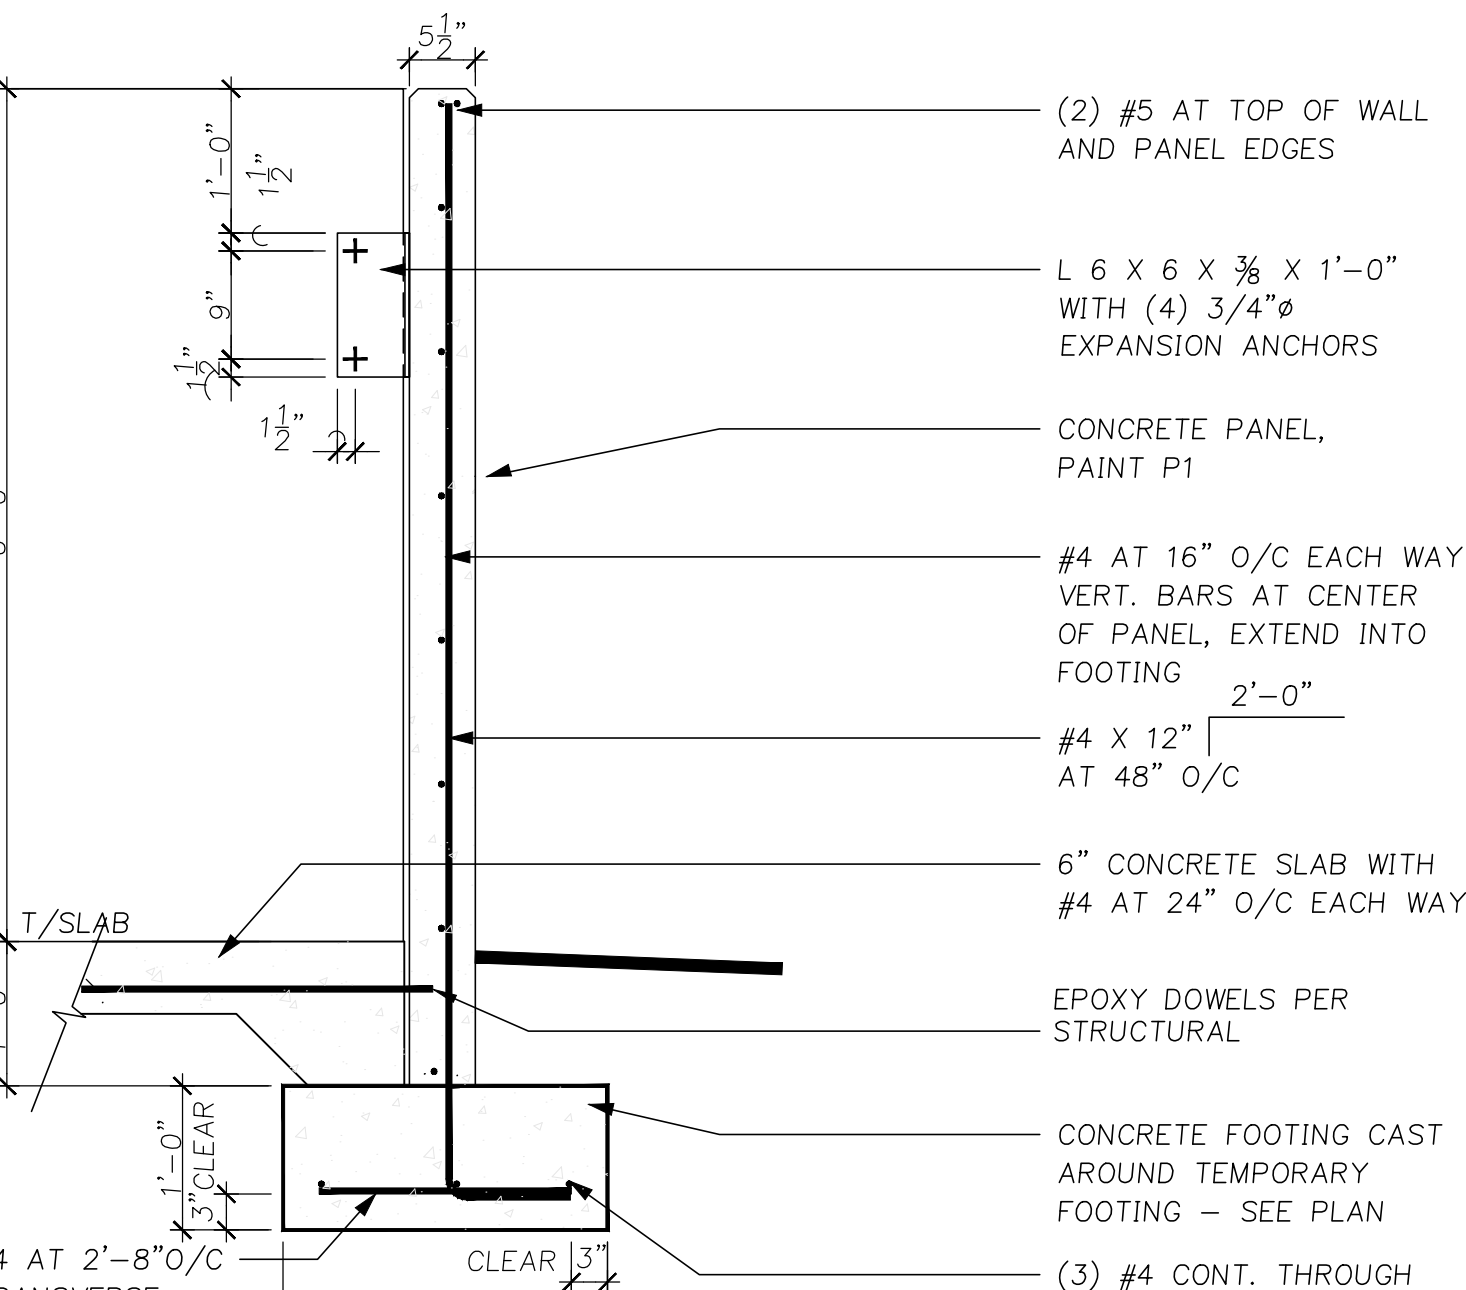 5 1/2"
(2) #5 AT TOP OF WALL
AND PANEL EDGES
1'-0"
1 1/2"
L 6 X 6 X 3/8 X 1'-0"
WITH (4) 3/4"ø
EXPANSION ANCHORS
9"
1 1/2"
1 1/2"
CONCRETE PANEL,
PAINT P1
#4 AT 16" O/C EACH WAY
VERT. BARS AT CENTER
OF PANEL, EXTEND INTO
FOOTING
2'-0"
#4 X 12"
AT 48" O/C
6" CONCRETE SLAB WITH
#4 AT 24" O/C EACH WAY
T/SLAB
EPOXY DOWELS PER
STRUCTURAL
1'-0"
3" CLEAR
CONCRETE FOOTING CAST
AROUND TEMPORARY
FOOTING – SEE PLAN
4 AT 2'-8"O/C
CLEAR 3"
(3) #4 CONT. THROUGH